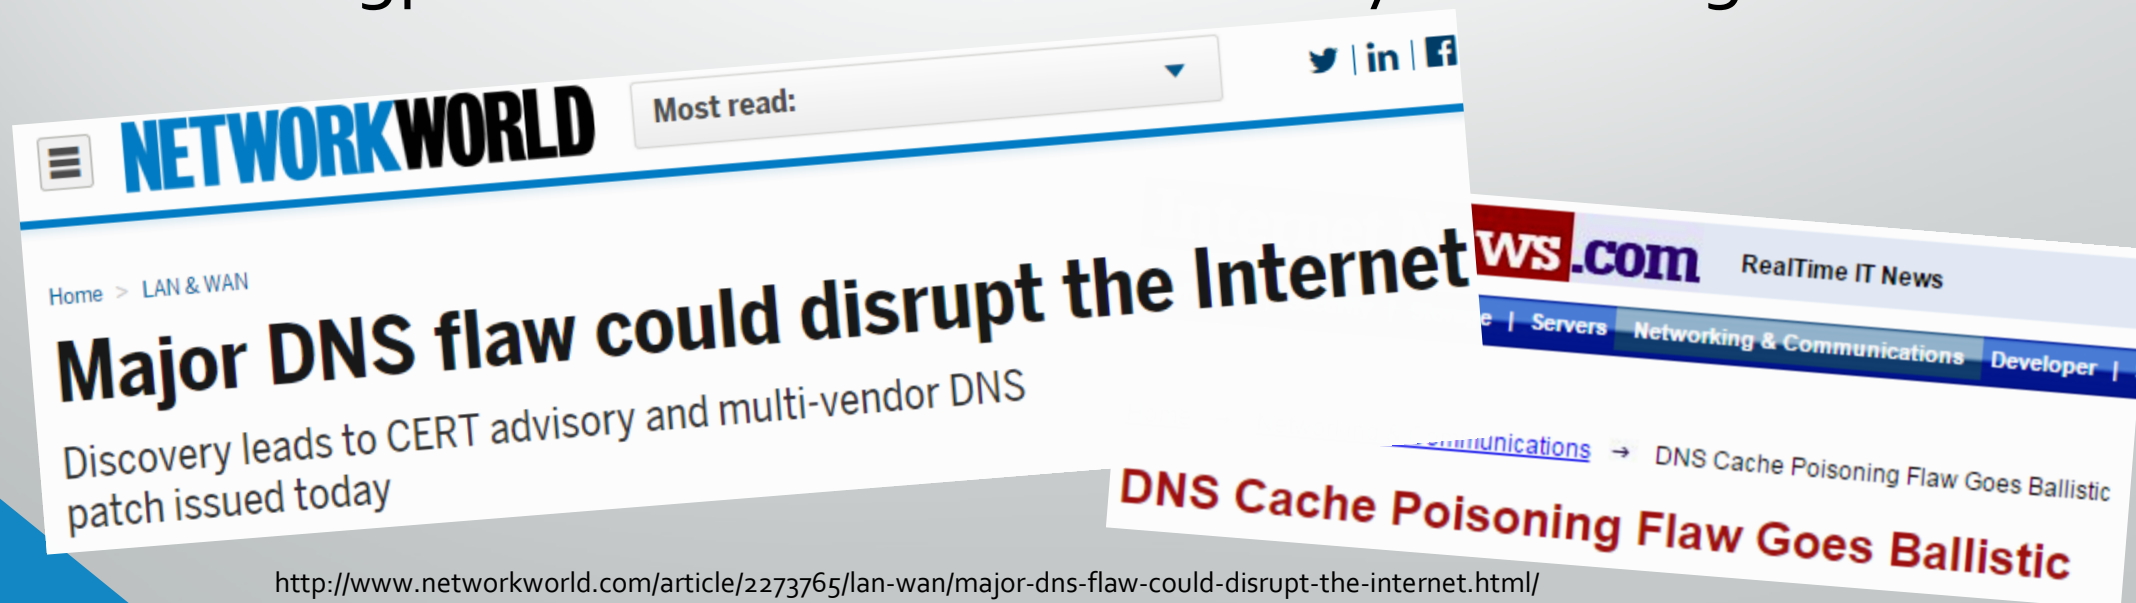 NETWORKWORLD
Most read:
Home > LAN & WAN
Major DNS flaw could disrupt the Internet
Discovery leads to CERT advisory and multi-vendor DNS
patch issued today
ws.com RealTime IT News
e | Servers Networking & Communications Developer |
mmunications → DNS Cache Poisoning Flaw Goes Ballistic
DNS Cache Poisoning Flaw Goes Ballistic
http://www.networkworld.com/article/2273765/lan-wan/major-dns-flaw-could-disrupt-the-internet.html/